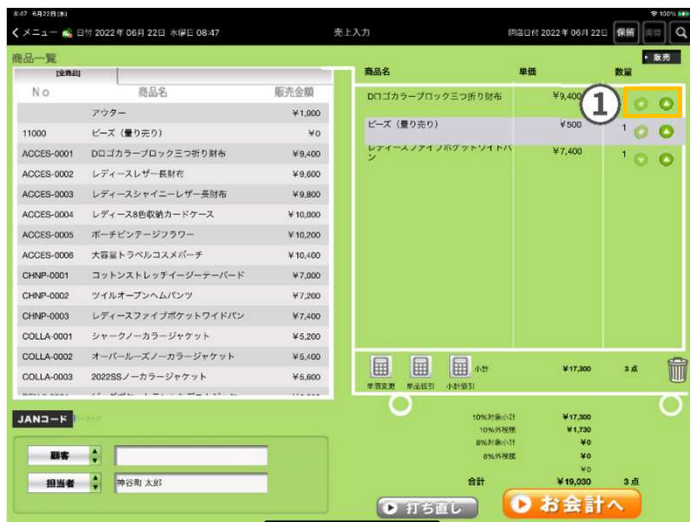 8:47 6月22日(水)
100%
メニュー 日付 2022年 06月 22日 水曜日 08:47 売上入力 開店日付 2022年 06月 22日 保留
商品一覧
販売
[全商品]
No 商品名 販売金額
アウター ¥1,000
11000 ビーズ（量り売り） ¥0
ACCES-0001 Dロゴカラーブロック三つ折り財布 ¥9,400
ACCES-0002 レディースレザー長財布 ¥9,600
ACCES-0003 レディースシャイニーレザー長財布 ¥9,800
ACCES-0004 レディース8色収納カードケース ¥10,000
ACCES-0005 ポーチビンテージフラワー ¥10,200
ACCES-0006 大容量トラベルコスメポーチ ¥10,400
CHNP-0001 コットンストレッチイージーテーパード ¥7,000
CHNP-0002 ツイルオープンヘムパンツ ¥7,200
CHNP-0003 レディースファイブポケットワイドパン ¥7,400
COLLA-0001 シャークノーカラージャケット ¥5,200
COLLA-0002 オーバールーズノーカラージャケット ¥5,400
COLLA-0003 2022SSノーカラージャケット ¥5,600
商品名 単価 数量
Dロゴカラーブロック三つ折り財布 ¥9,400
①
ビーズ（量り売り） ¥500 1
レディースファイブポケットワイドパン ¥7,400 1
単価変更 単品値引 小計値引
小計 ¥17,300 3点
JANコード
10%対象小計 ¥17,300
10%外税額 ¥1,730
8%対象小計 ¥0
8%外税額 ¥0
¥0
顧客
担当者 神谷町 太郎
合計 ¥19,030 3点
打ち直し
お会計へ